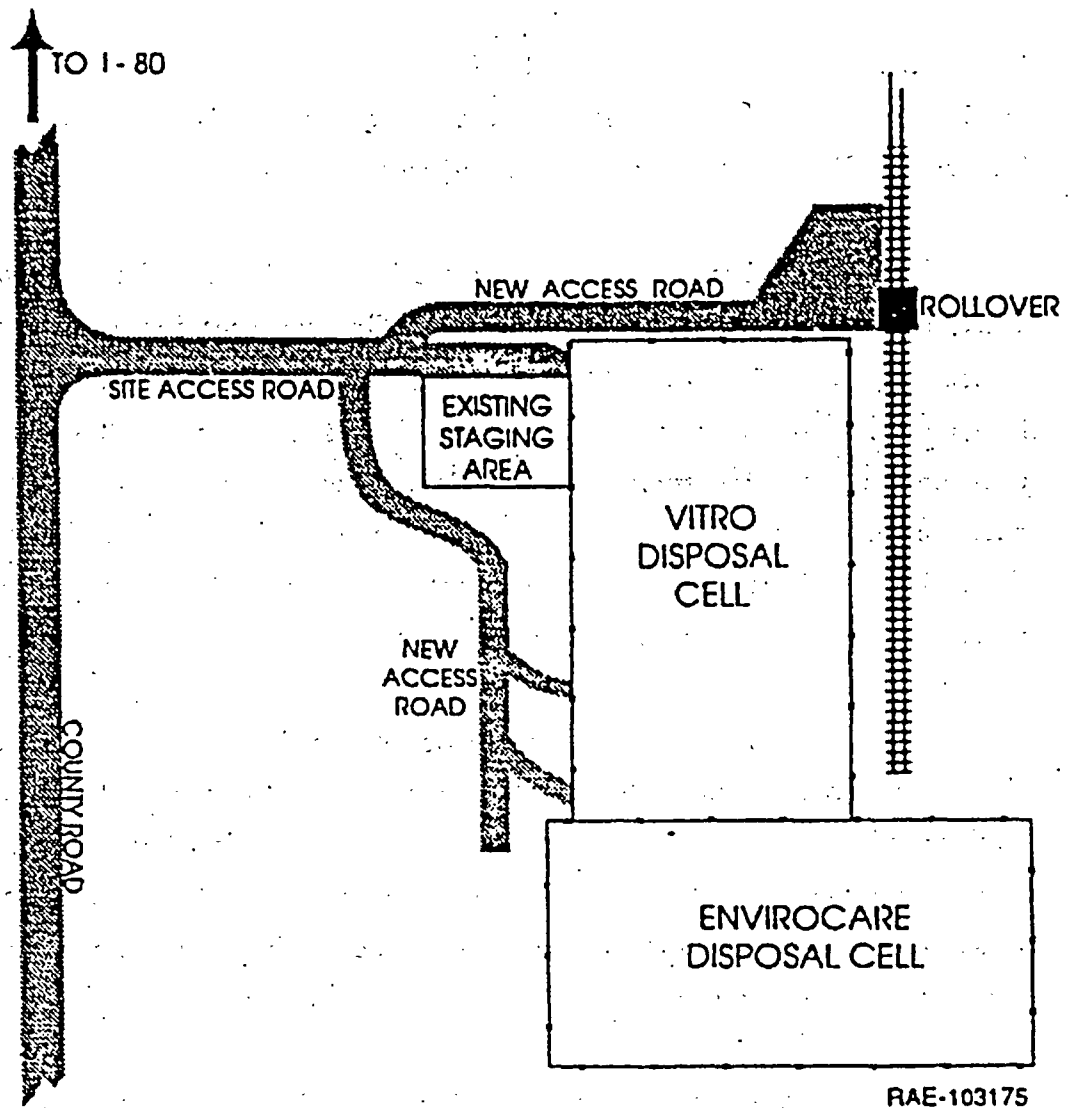 TO I-80
NEW ACCESS ROAD
ROLLOVER
SITE ACCESS ROAD
EXISTING
STAGING
AREA
VITRO
DISPOSAL
CELL
NEW
ACCESS
ROAD
COUNTY ROAD
ENVIROCARE
DISPOSAL CELL
RAE-103175